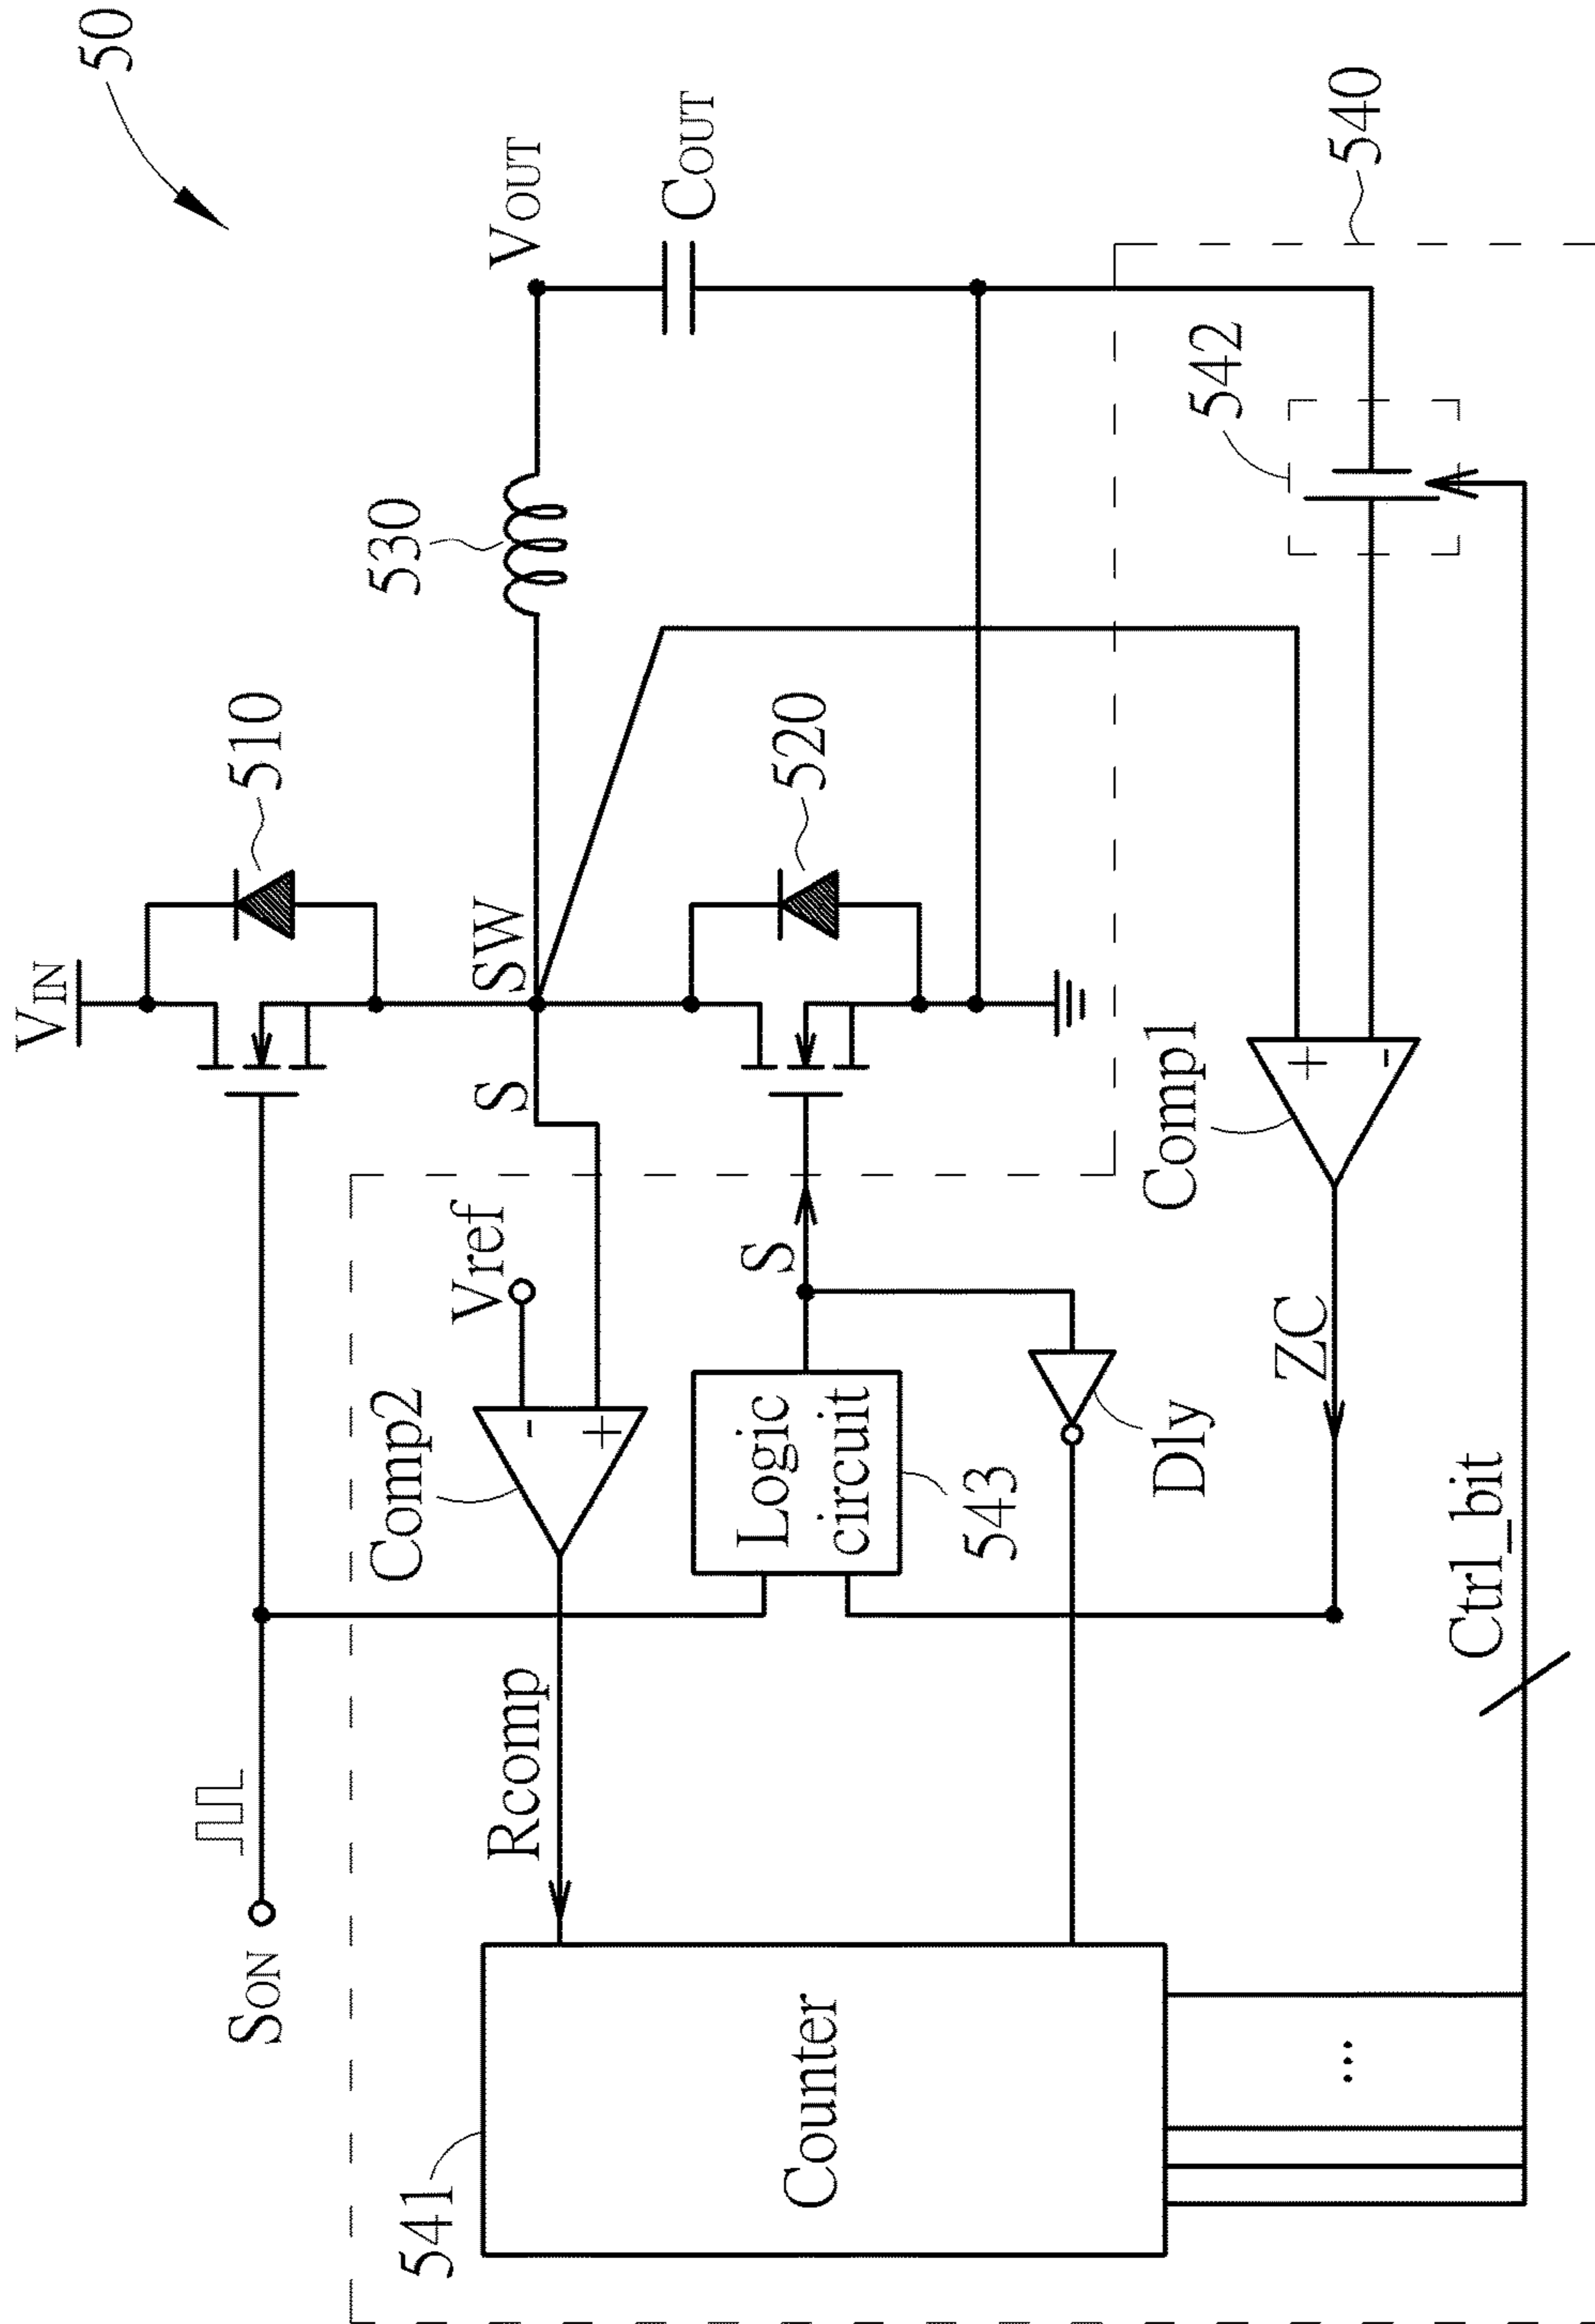 50
VIN
510
SON
530
SW
S
VOUT
COUT
Vref
Comp2
Rcomp
520
S
Logic
circuit
543
Dly
541
Counter
Comp1
ZC
542
540
Ctrl_bit
...
+
-
+
-